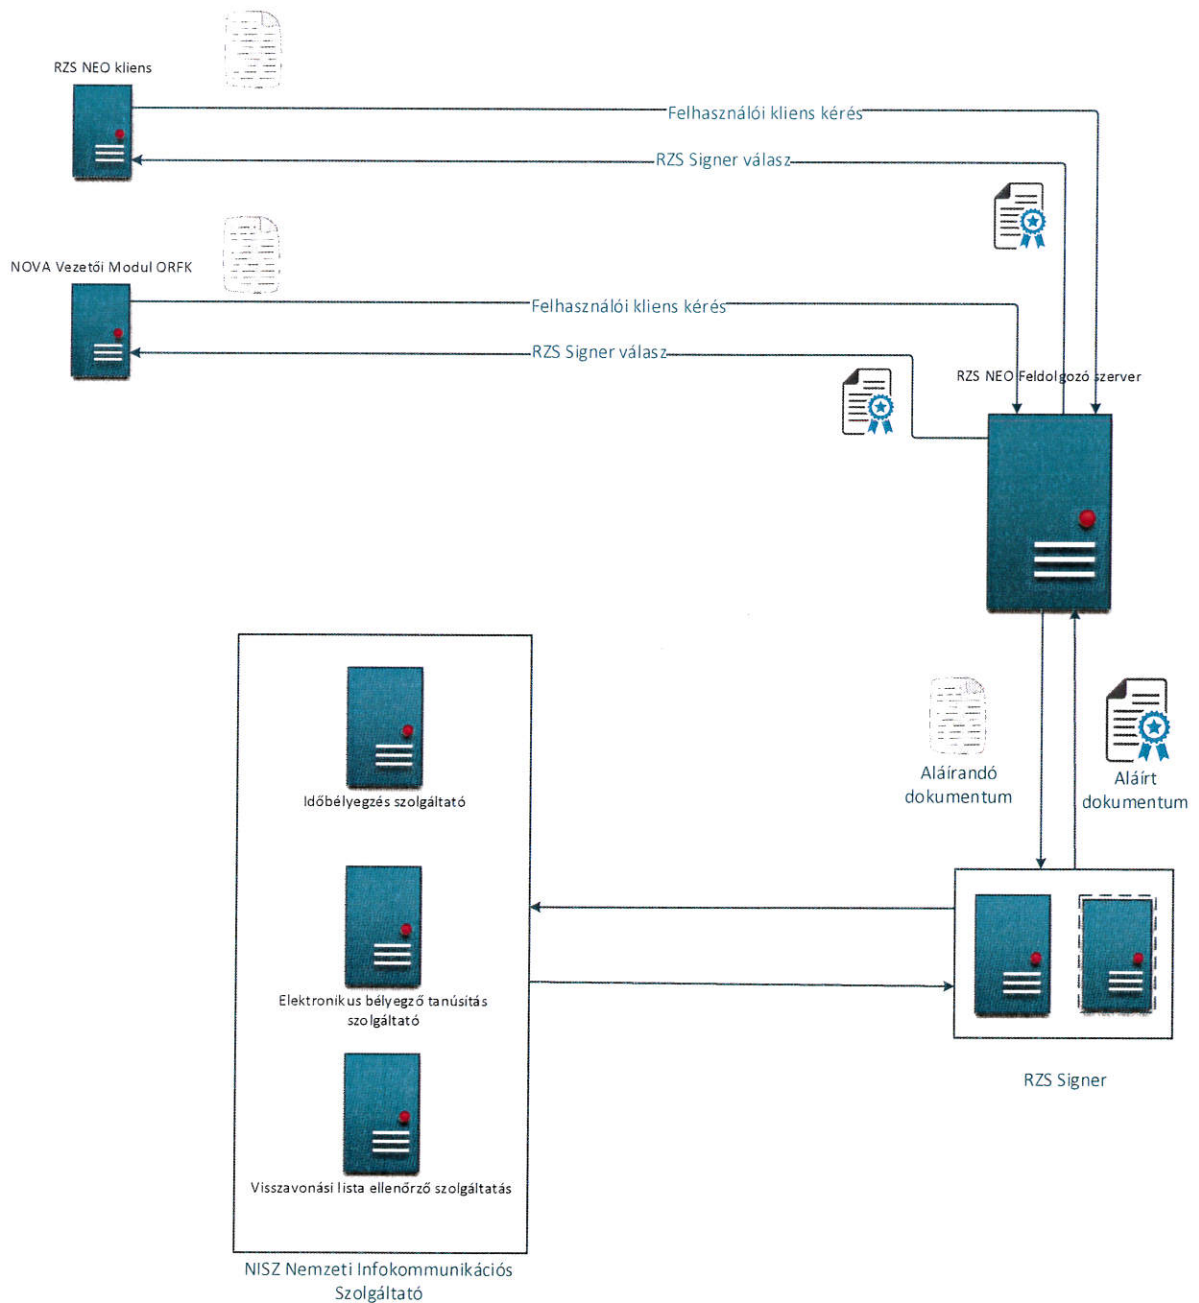 RZS NEO kliens
Felhasználói kliens kérés
RZS Signer válasz
NOVA Vezetői Modul ORFK
Felhasználói kliens kérés
RZS Signer válasz
RZS NEO Feldolgozó szerver
Aláírandó
dokumentum
Aláírt
dokumentum
Időbélyegzés szolgáltató
Elektronikus bélyegző tanúsítás
szolgáltató
Visszavonási lista ellenőrző szolgáltatás
RZS Signer
NISZ Nemzeti Infokommunikációs
Szolgáltató